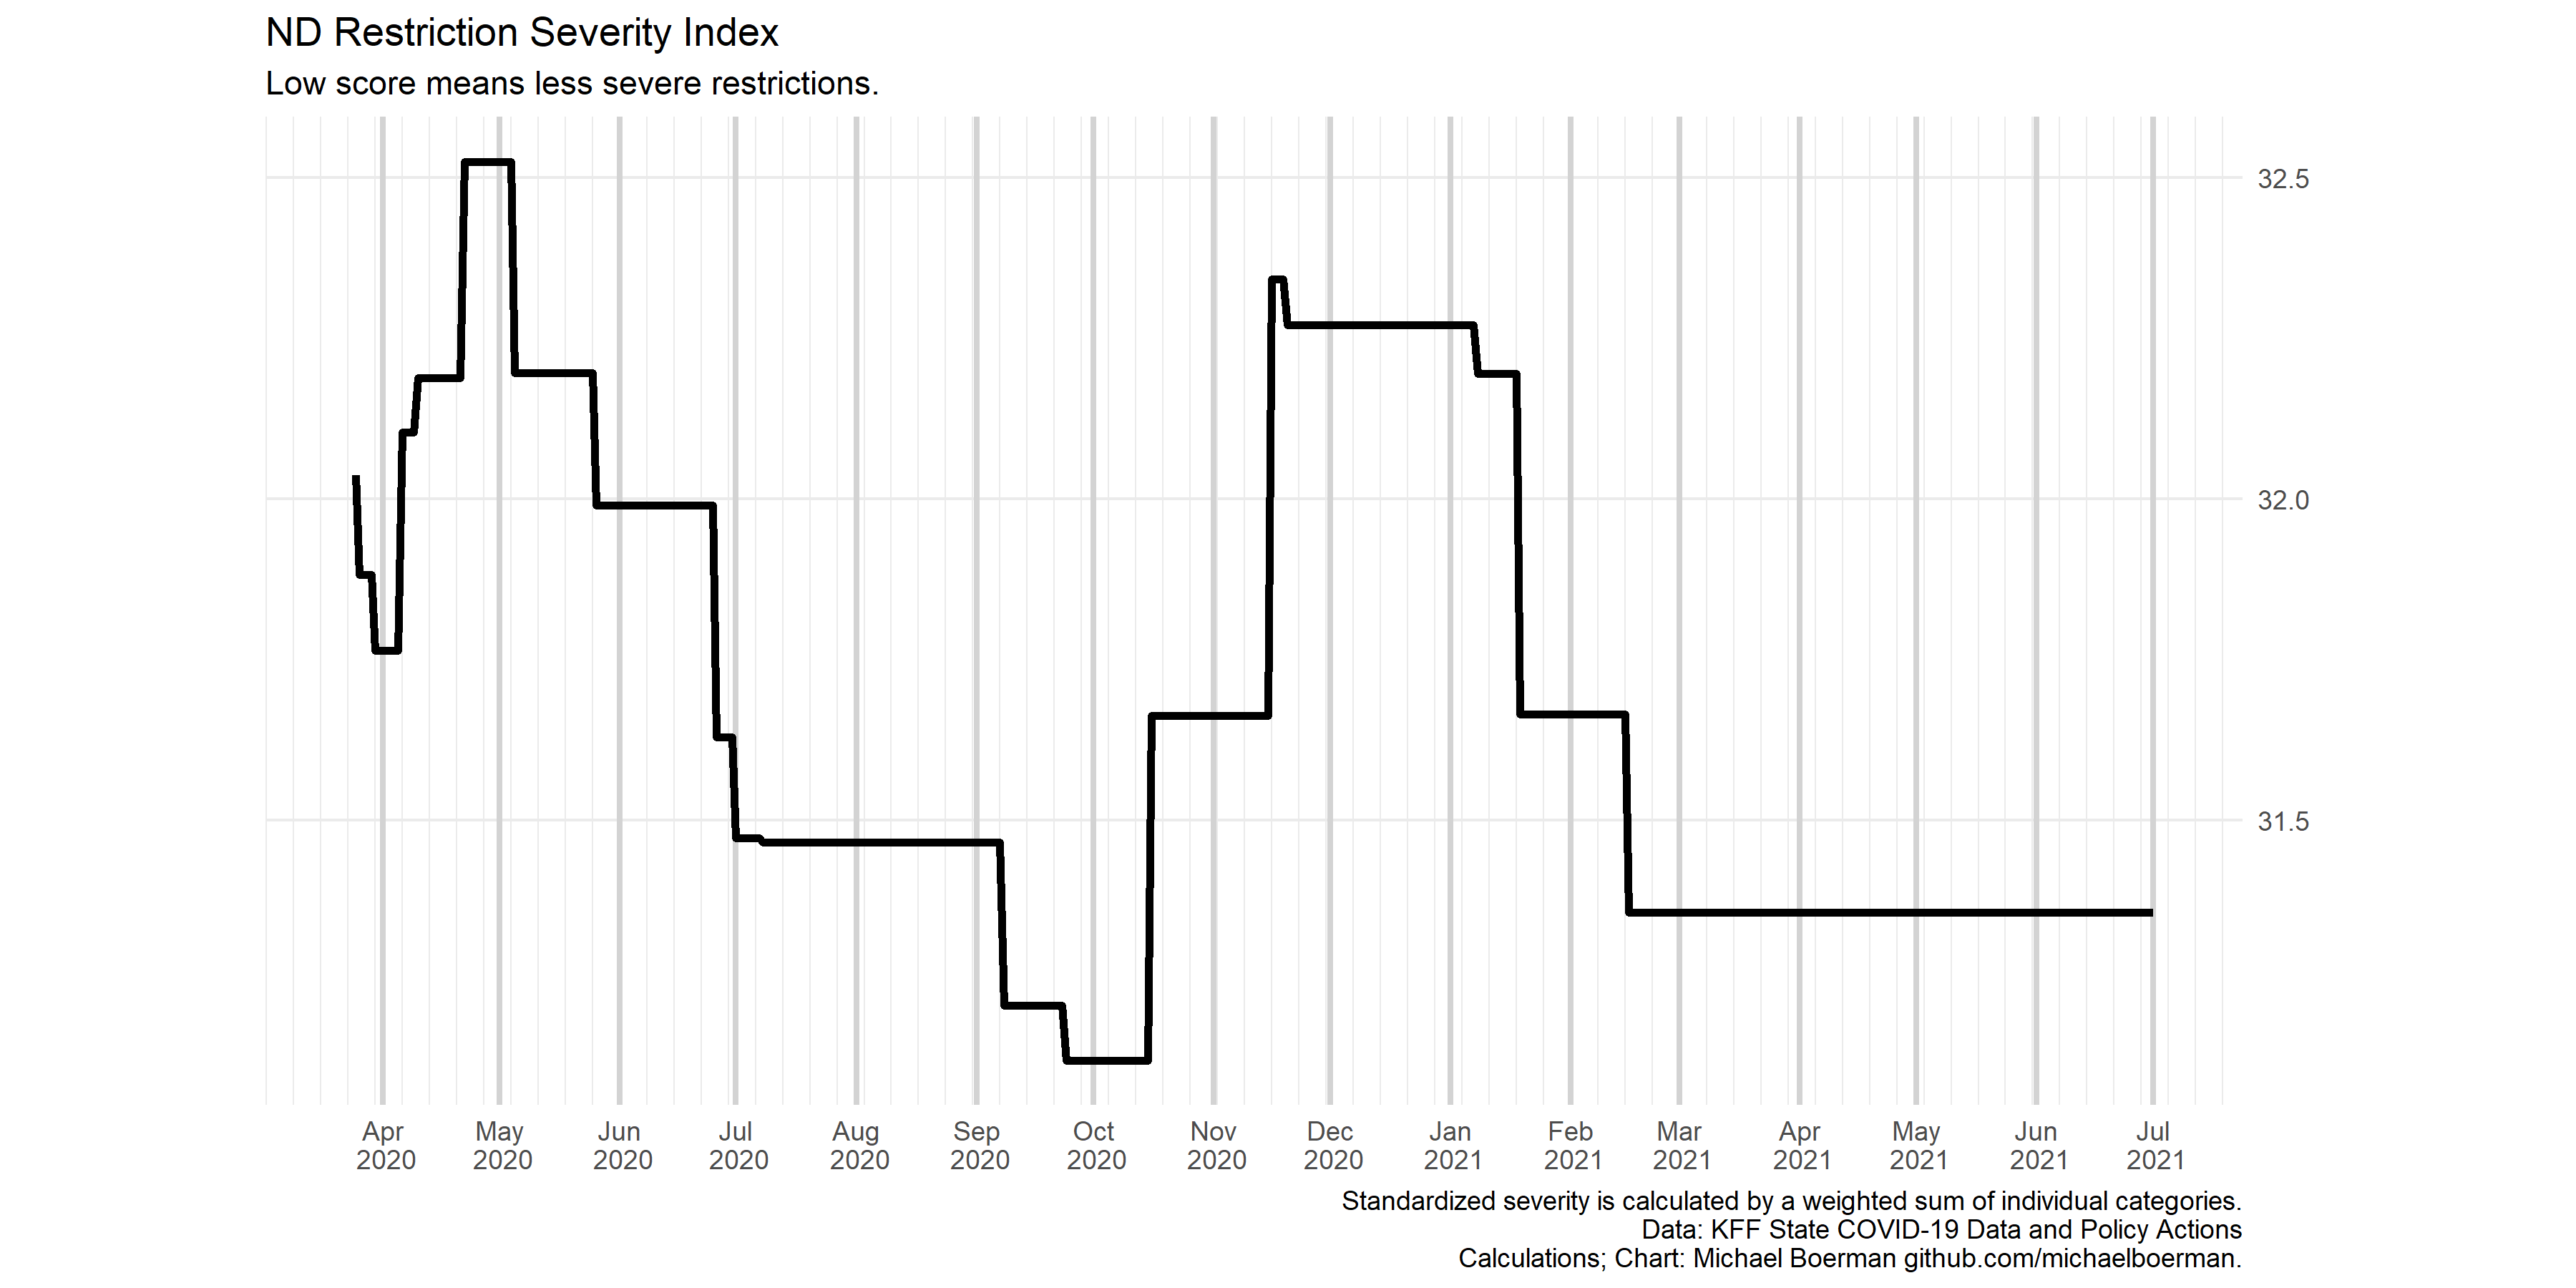 ND Restriction Severity Index
Low score means less severe restrictions.
32.5
32.0
31.5
Apr May Jun Jul Aug Sep Oct Nov Dec Jan Feb Mar Apr May Jun Jul
2020 2020 2020 2020 2020 2020 2020 2020 2020 2021 2021 2021 2021 2021 2021 2021
Standardized severity is calculated by a weighted sum of individual categories.
Data: KFF State COVID-19 Data and Policy Actions
Calculations; Chart: Michael Boerman github.com/michaelboerman.